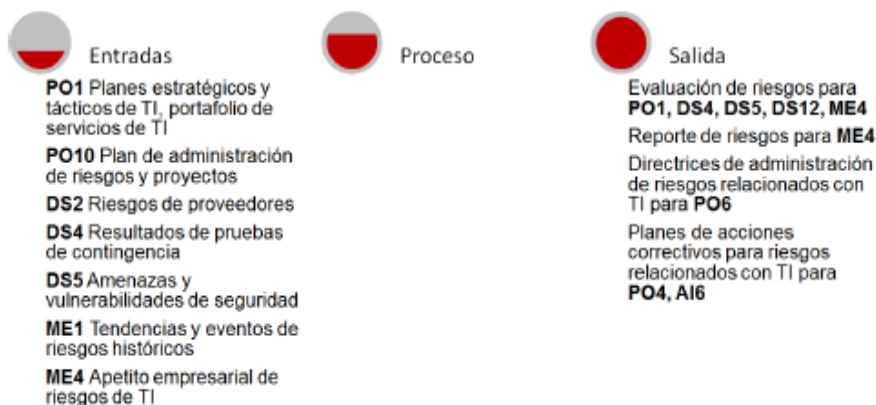 Entradas
PO1 Planes estratégicos y
tácticos de TI, portafolio de
servicios de TI
PO10 Plan de administración
de riesgos y proyectos
DS2 Riesgos de proveedores
DS4 Resultados de pruebas
de contingencia
DS5 Amenazas y
vulnerabilidades de seguridad
ME1 Tendencias y eventos de
riesgos históricos
ME4 Apetito empresarial de
riesgos de TI
Proceso
Salida
Evaluación de riesgos para
PO1, DS4, DS5, DS12, ME4
Reporte de riesgos para ME4
Directrices de administración
de riesgos relacionados con
TI para PO6
Planes de acciones
correctivos para riesgos
relacionados con TI para
PO4, AI6